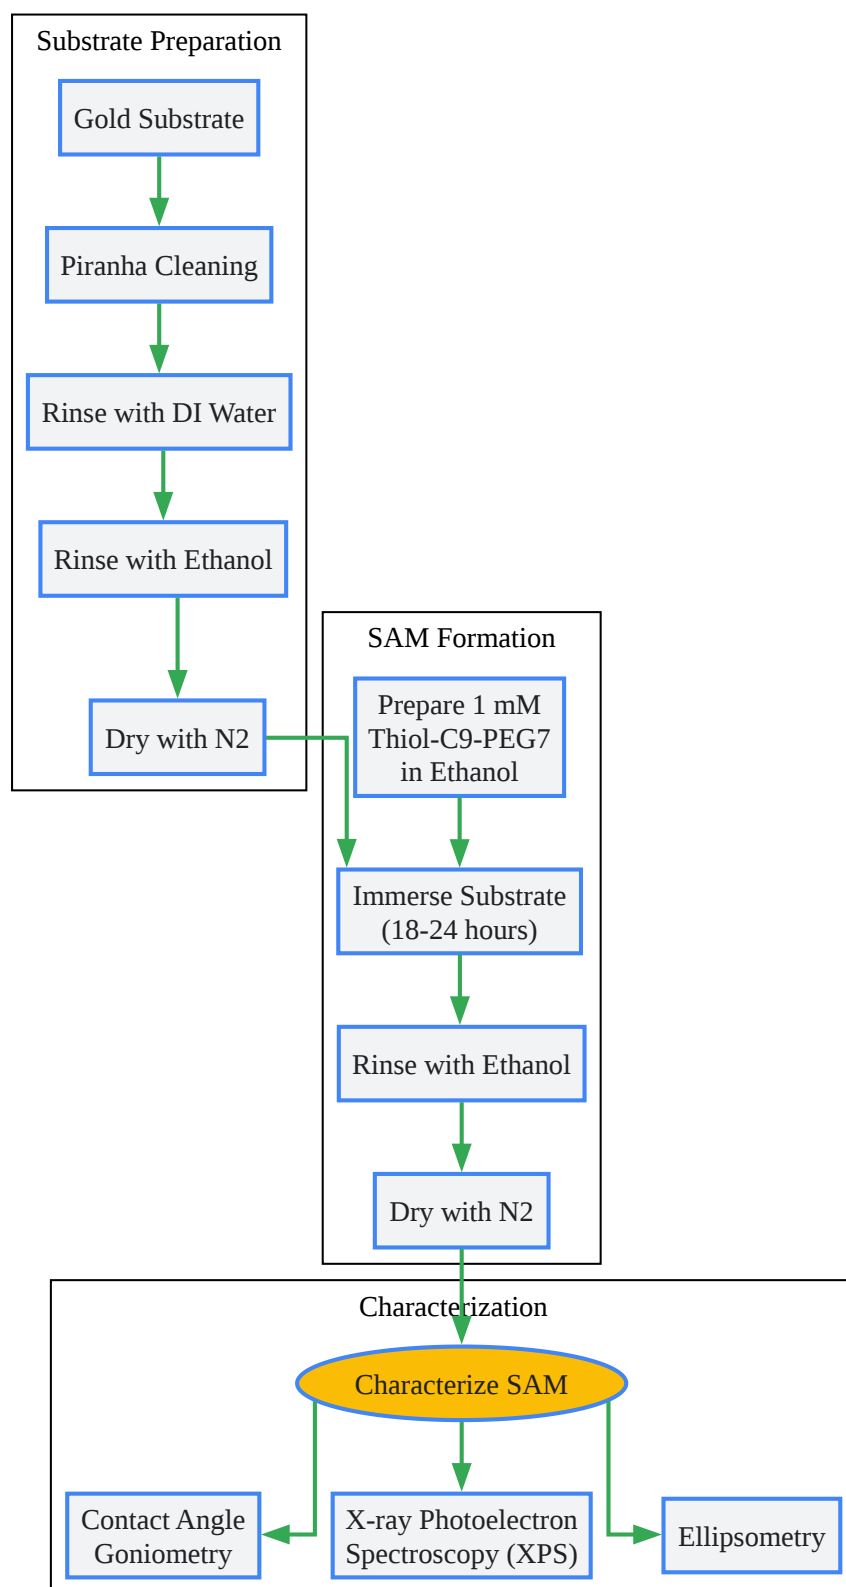 Substrate Preparation
Gold Substrate
Piranha Cleaning
Rinse with DI Water
Rinse with Ethanol
Dry with N2
SAM Formation
Prepare 1 mM
Thiol-C9-PEG7
in Ethanol
Immerse Substrate
(18-24 hours)
Rinse with Ethanol
Dry with N2
Characterization
Characterize SAM
Contact Angle
Goniometry
X-ray Photoelectron
Spectroscopy (XPS)
Ellipsometry